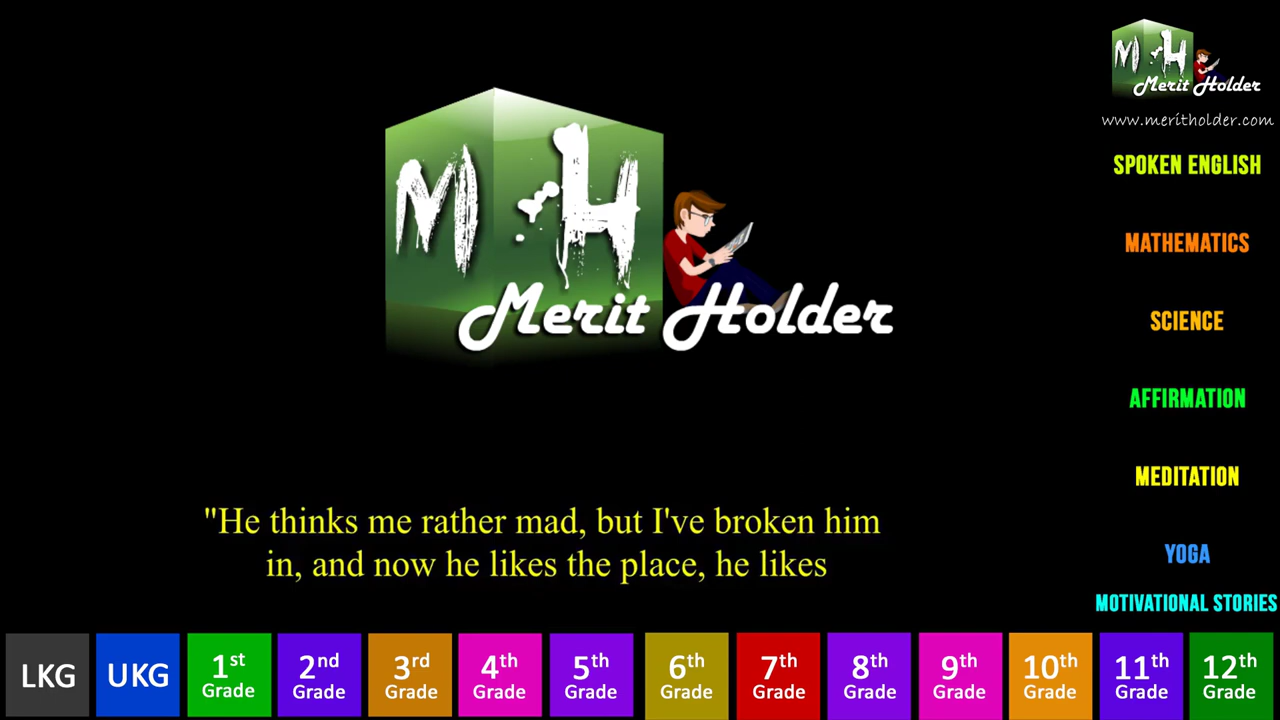 M H
Merit Holder
M H
Merit Holder
www.meritholder.com
SPOKEN ENGLISH
MATHEMATICS
SCIENCE
AFFIRMATION
MEDITATION
YOGA
MOTIVATIONAL STORIES
"He thinks me rather mad, but I've broken him
in, and now he likes the place, he likes
LKG
UKG
1st
Grade
2nd
Grade
3rd
Grade
4th
Grade
5th
Grade
6th
Grade
7th
Grade
8th
Grade
9th
Grade
10th
Grade
11th
Grade
12th
Grade